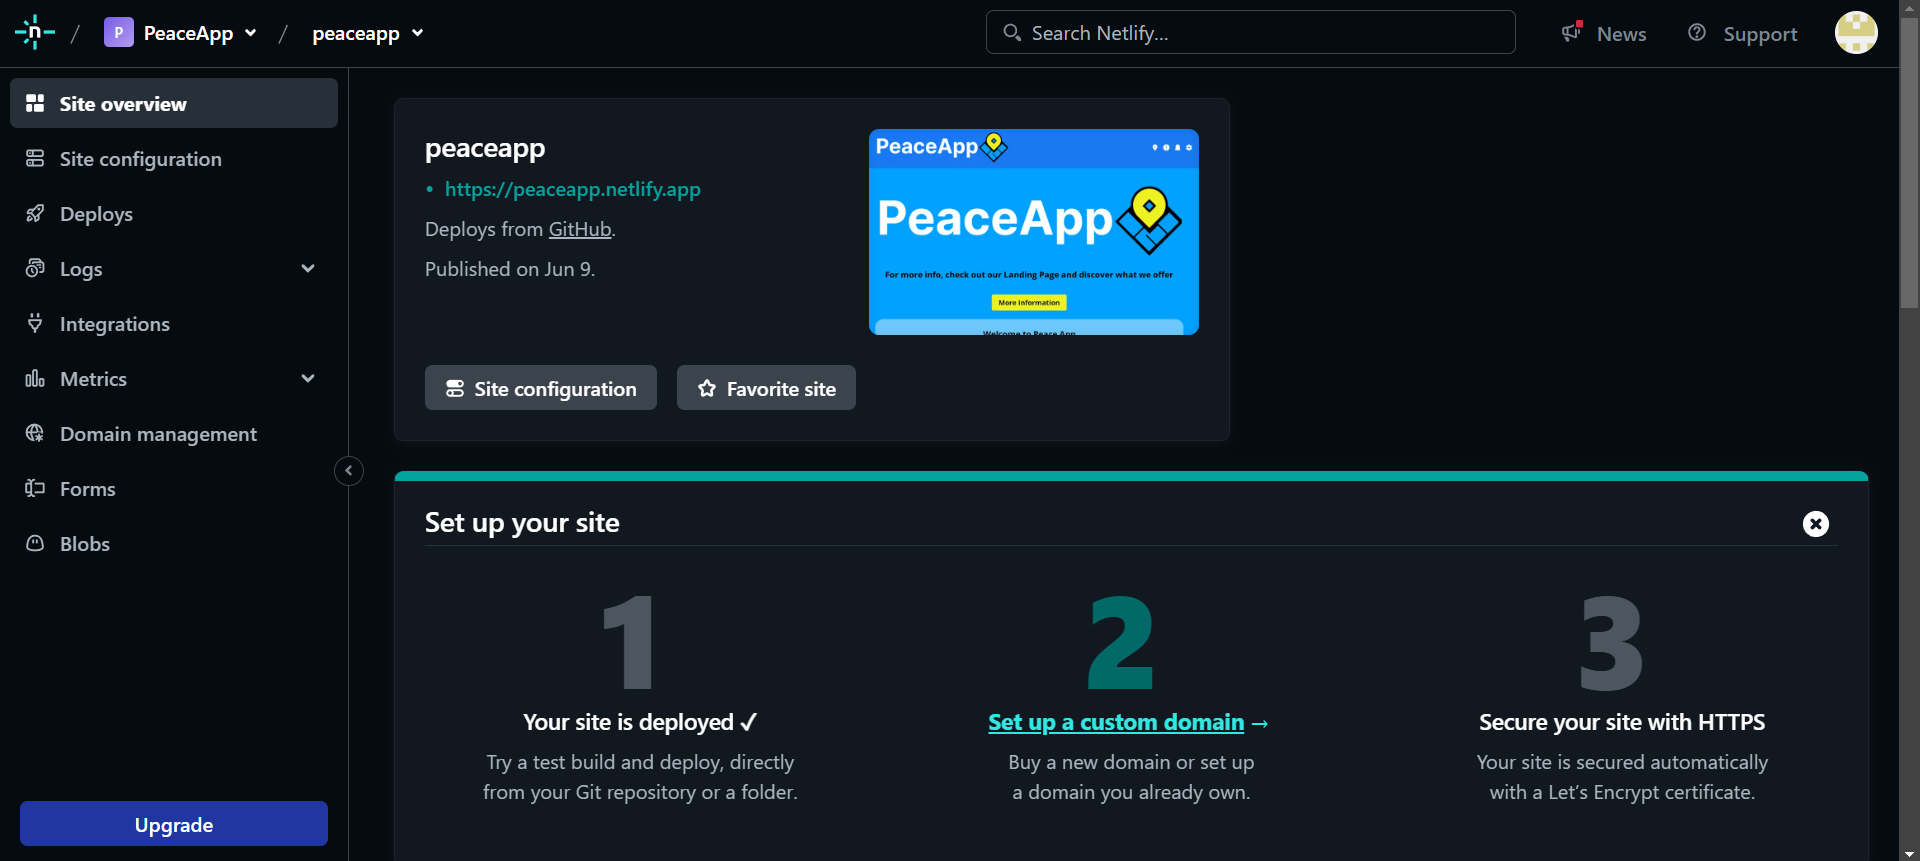 n / P PeaceApp / peaceapp
Search Netlify...
News
Support
Site overview
Site configuration
Deploys
Logs
Integrations
Metrics
Domain management
Forms
Blobs
Upgrade
peaceapp
• https://peaceapp.netlify.app
Deploys from GitHub.
Published on Jun 9.
PeaceApp
PeaceApp
For more info, check out our Landing Page and discover what we offer
More Information
Welcome to Peace App
Site configuration
Favorite site
Set up your site
1
Your site is deployed ✓
Try a test build and deploy, directly
from your Git repository or a folder.
2
Set up a custom domain →
Buy a new domain or set up
a domain you already own.
3
Secure your site with HTTPS
Your site is secured automatically
with a Let’s Encrypt certificate.